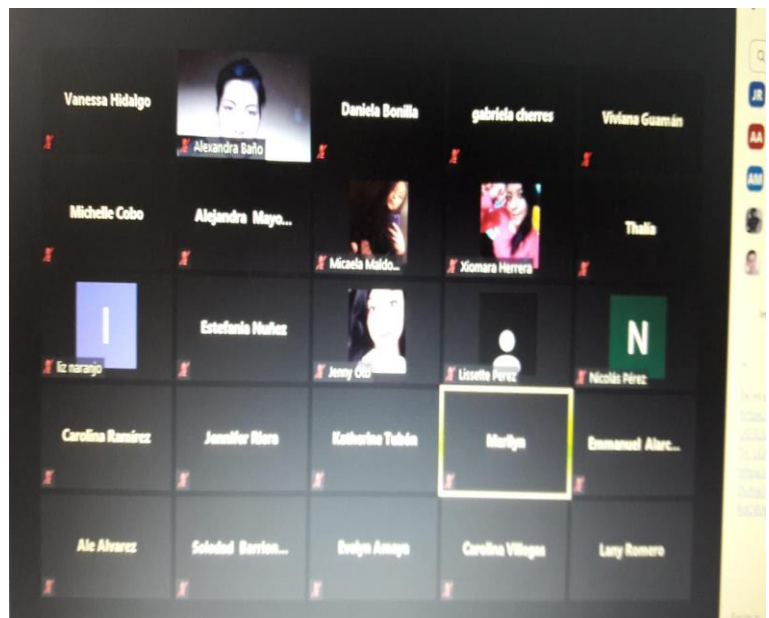 Vanessa Hidalgo
Alexandra Baño
Daniela Bonilla
gabriela cherres
Viviana Guamán
Michelle Cobo
Alejandra Mayo...
Micaela Maldo...
Xiomara Herrera
Thalía
I
liz naranjo
Estefania Nuñez
Jenny
Lissette Perez
N
Nicolás Pérez
Carolina Ramírez
Jennifer Riera
Katherine Tubón
Marilyn
Emmanuel Alarc...
Ale Alvarez
Soledad Barrion...
Evelyn Amaya
Carolina Villegas
Lany Romero
JR
AA
AM